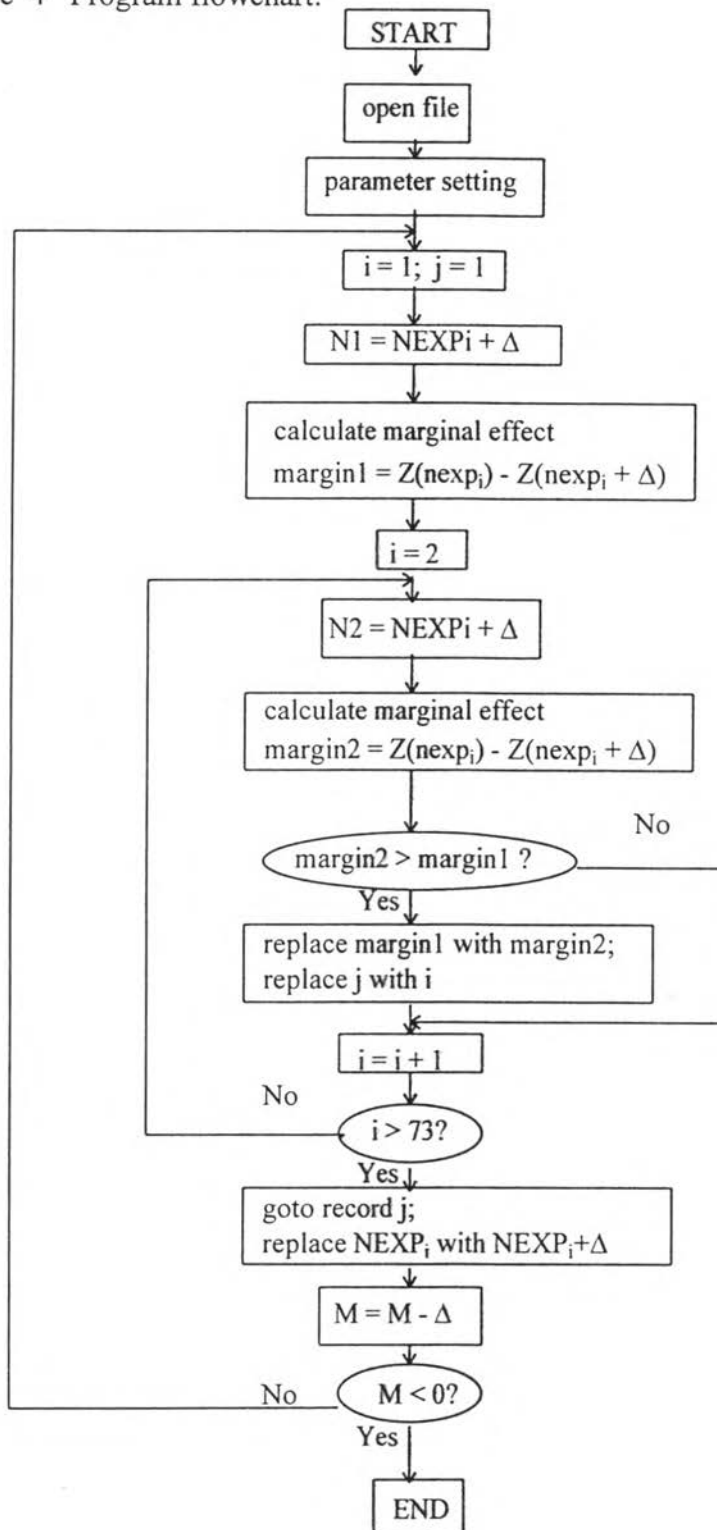 Program flowchart.
START
open file
parameter setting
i = 1; j = 1
N1 = NEXPi + Δ
calculate marginal effect
margin1 = Z(nexpᵢ) - Z(nexpᵢ + Δ)
i = 2
N2 = NEXPi + Δ
calculate marginal effect
margin2 = Z(nexpᵢ) - Z(nexpᵢ + Δ)
No
margin2 > margin1 ?
Yes
replace margin1 with margin2;
replace j with i
i = i + 1
No
i > 73?
Yes
goto record j;
replace NEXPᵢ with NEXPᵢ+Δ
M = M - Δ
No
M < 0?
Yes
END